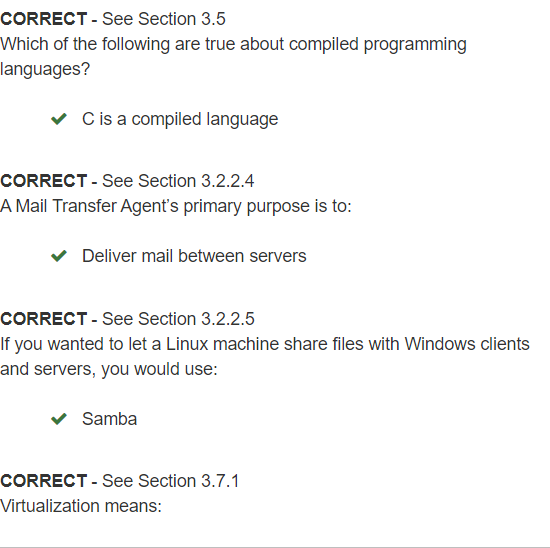 CORRECT - See Section 3.5
Which of the following are true about compiled programming
languages?
C is a compiled language
CORRECT - See Section 3.2.2.4
A Mail Transfer Agent’s primary purpose is to:
Deliver mail between servers
CORRECT - See Section 3.2.2.5
If you wanted to let a Linux machine share files with Windows clients
and servers, you would use:
Samba
CORRECT - See Section 3.7.1
Virtualization means: